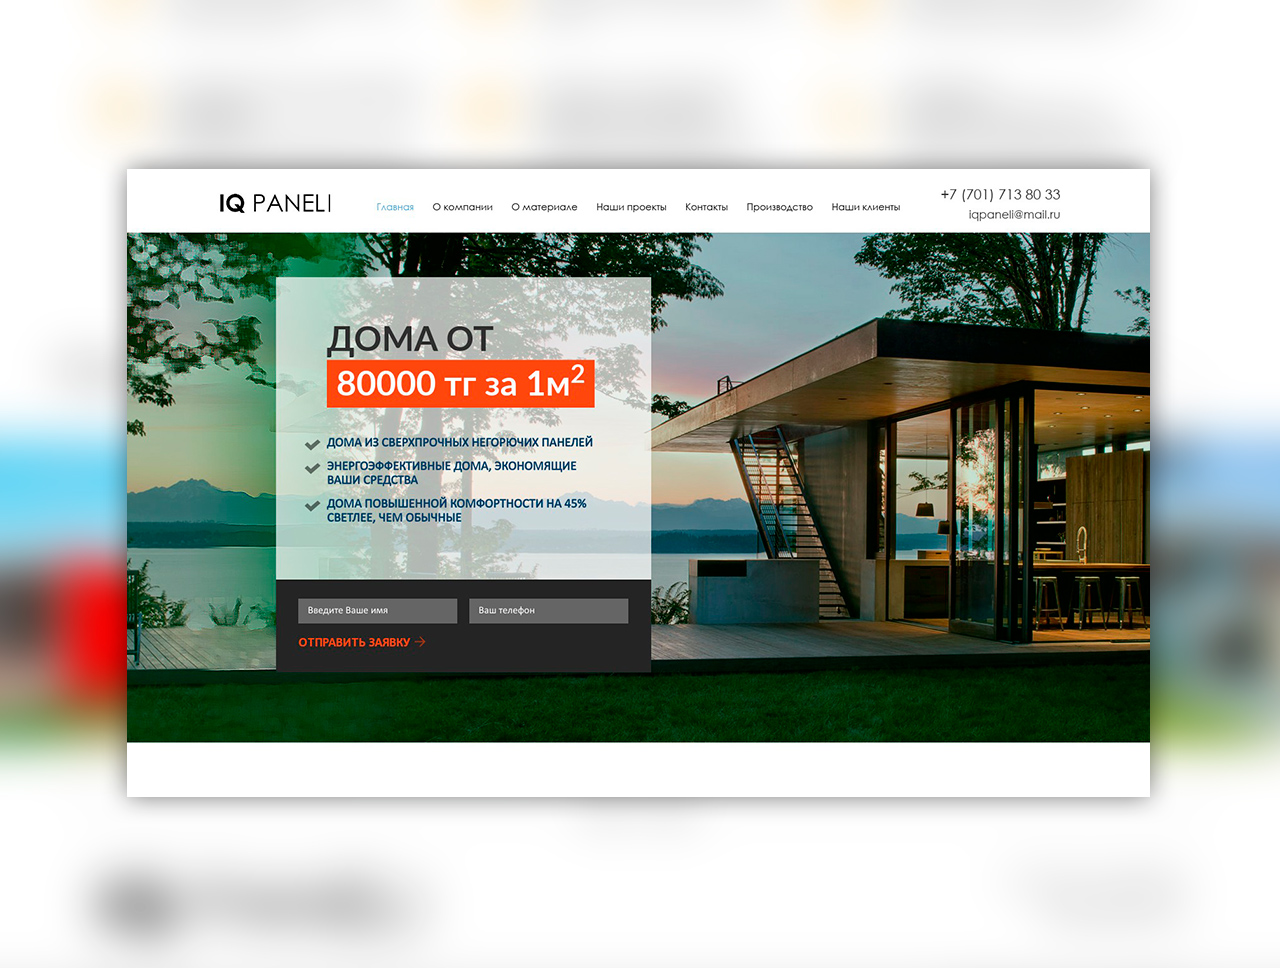 IQ PANELI
Главная О компании О материале Наши проекты Контакты Производство Наши клиенты
+7 (701) 713 80 33
iqpaneli@mail.ru
ДОМА ОТ
80000 тг за 1м²
ДОМА ИЗ СВЕРХПРОЧНЫХ НЕГОРЮЧИХ ПАНЕЛЕЙ
ЭНЕРГОЭФФЕКТИВНЫЕ ДОМА, ЭКОНОМЯЩИЕ
ВАШИ СРЕДСТВА
ДОМА ПОВЫШЕННОЙ КОМФОРТНОСТИ НА 45%
СВЕТЛЕЕ, ЧЕМ ОБЫЧНЫЕ
Введите Ваше имя Ваш телефон
ОТПРАВИТЬ ЗАЯВКУ →